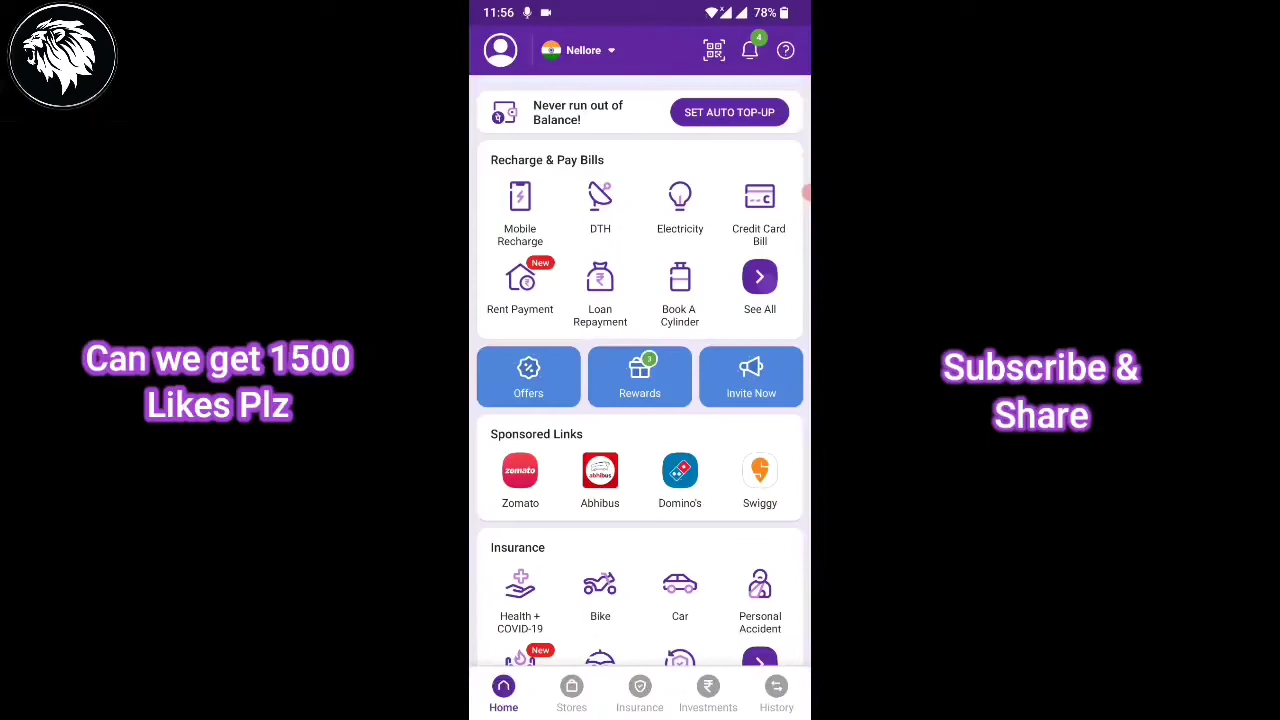 11:56
78%
Nellore
4
Never run out of
Balance!
SET AUTO TOP-UP
Recharge & Pay Bills
Mobile
Recharge
DTH
Electricity
Credit Card
Bill
New
Rent Payment
Loan
Repayment
Book A
Cylinder
See All
Can we get 1500
Likes Plz
Subscribe &
Share
3
Offers
Rewards
Invite Now
Sponsored Links
zomato
abhibus
Zomato
Abhibus
Domino's
Swiggy
Insurance
Health +
COVID-19
Bike
Car
Personal
Accident
New
Home
Stores
Insurance
Investments
History